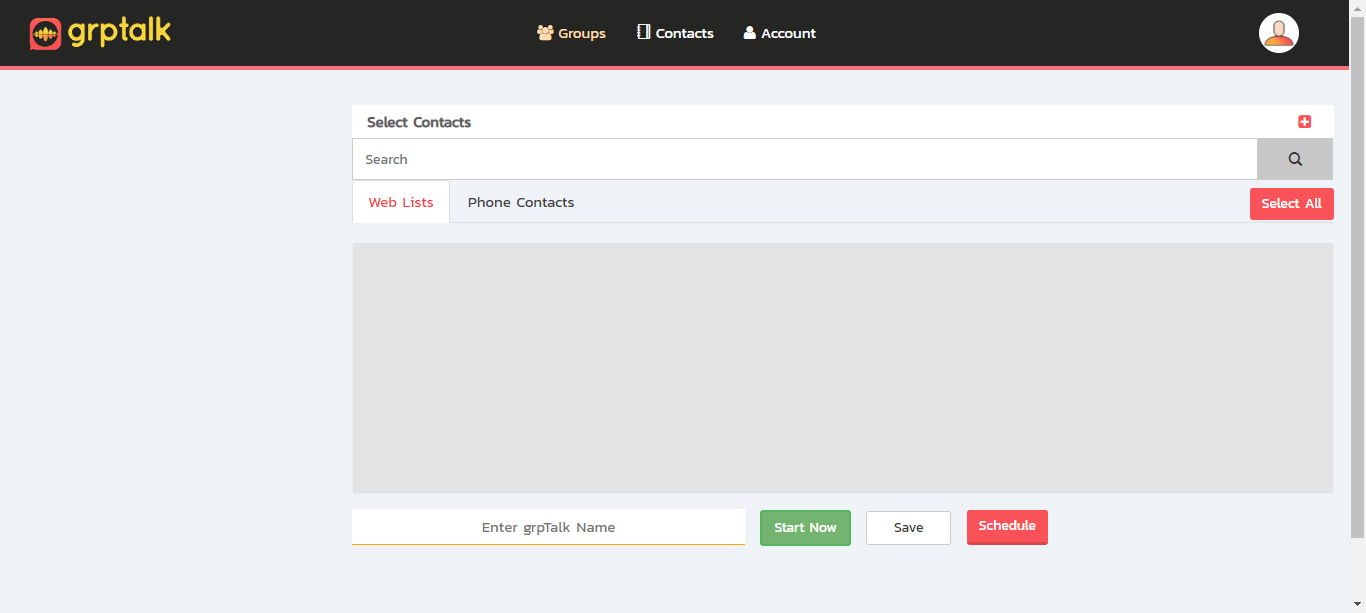 grptalk
Groups Contacts Account
Select Contacts
Search
Web Lists Phone Contacts Select All
Enter grpTalk Name Start Now Save Schedule